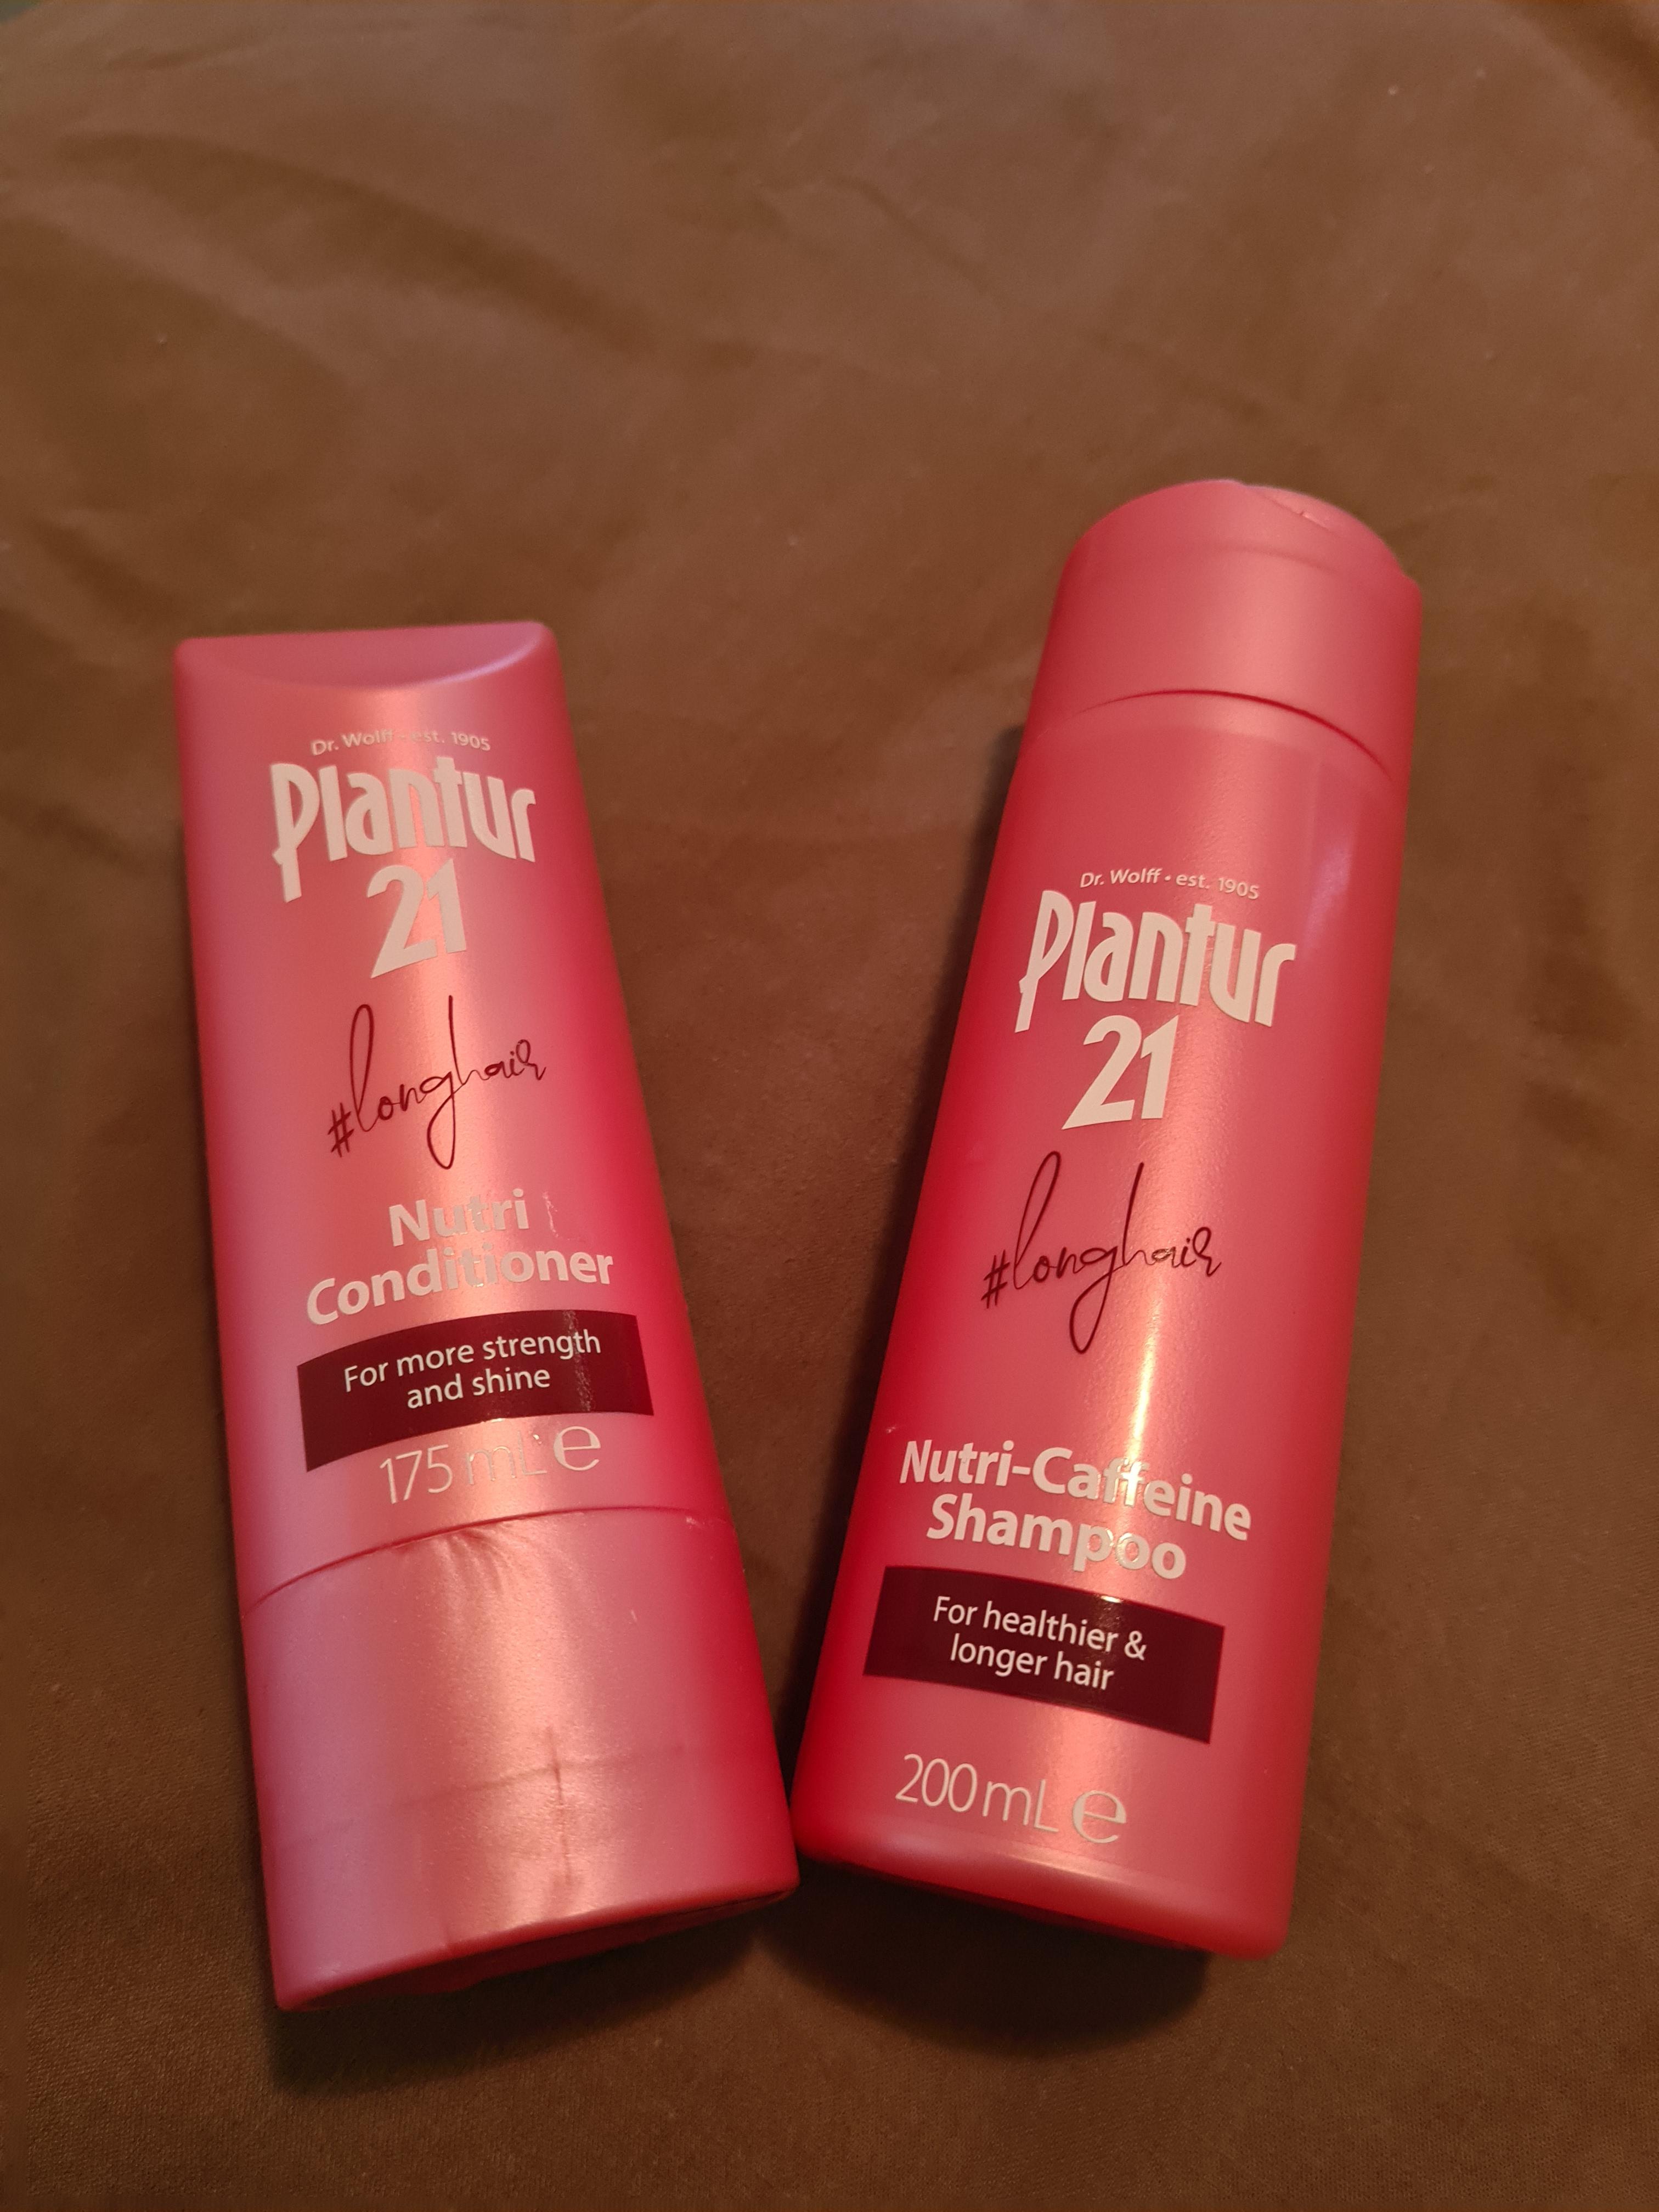 Dr. Wolff • est. 1905
Plantur
21
#longhair
Nutri
Conditioner
For more strength
and shine
175 mL e
Dr. Wolff • est. 1905
Plantur
21
#longhair
Nutri-Caffeine
Shampoo
For healthier &
longer hair
200 mL e